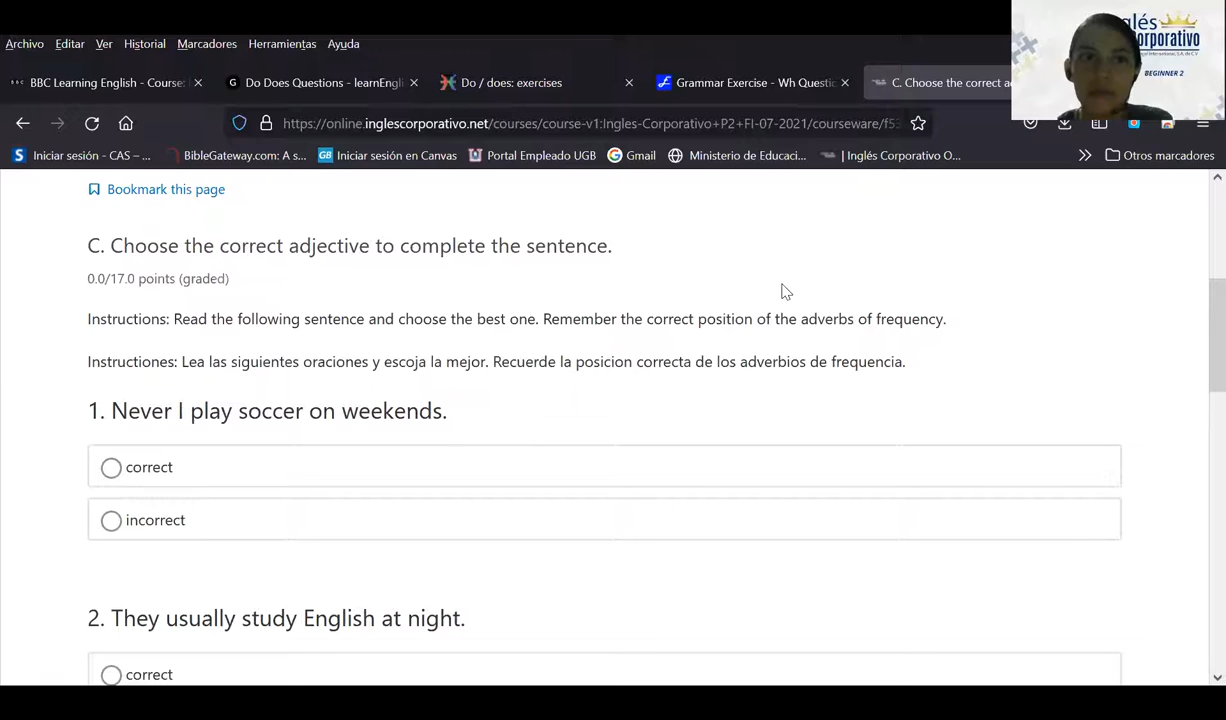 Archivo Editar Ver Historial Marcadores Herramientas Ayuda
BBC Learning English - Course: Do Does Questions - learnEngli Do / does: exercises Grammar Exercise - Wh Questic C. Choose the correct a
BEGINNER 2
https://online.inglescorporativo.net/courses/course-v1:Ingles-Corporativo+P2+FI-07-2021/courseware/f53
Iniciar sesión - CAS – ... BibleGateway.com: A s... Iniciar sesión en Canvas Portal Empleado UGB Gmail Ministerio de Educaci... | Inglés Corporativo O... Otros marcadores
Bookmark this page
C. Choose the correct adjective to complete the sentence.
0.0/17.0 points (graded)
Instructions: Read the following sentence and choose the best one. Remember the correct position of the adverbs of frequency.
Instructiones: Lea las siguientes oraciones y escoja la mejor. Recuerde la posicion correcta de los adverbios de frequencia.
1. Never I play soccer on weekends.
correct
incorrect
2. They usually study English at night.
correct